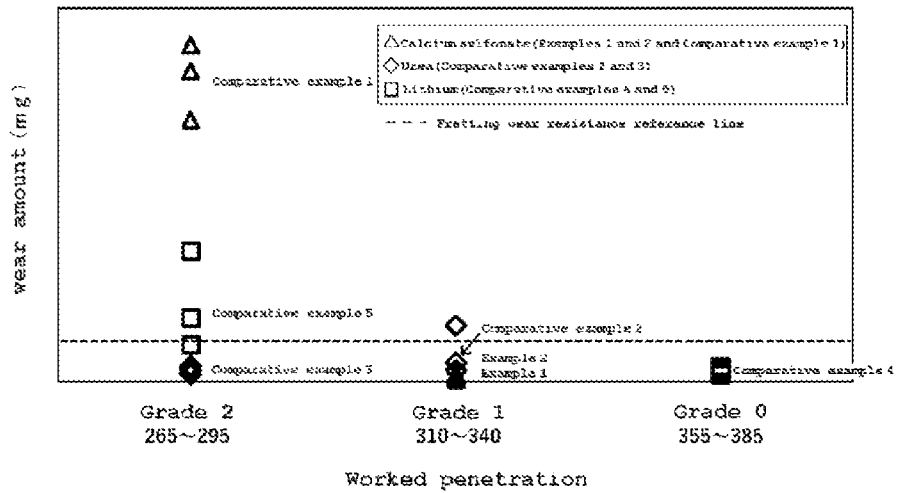 Calcium sulfonate(Examples 1 and 2 and Comparative example 1)
Urea(Comparative examples 2 and 3)
Lithium(Comparative examples 4 and 5)
Fretting wear resistance reference line
Comparative example 1
wear amount (mg)
Comparative example 5
Comparative example 2
Example 2
Comparative example 3
Example 1
Comparative example 4
Grade 2
265~295
Grade 1
310~340
Grade 0
355~385
Worked penetration